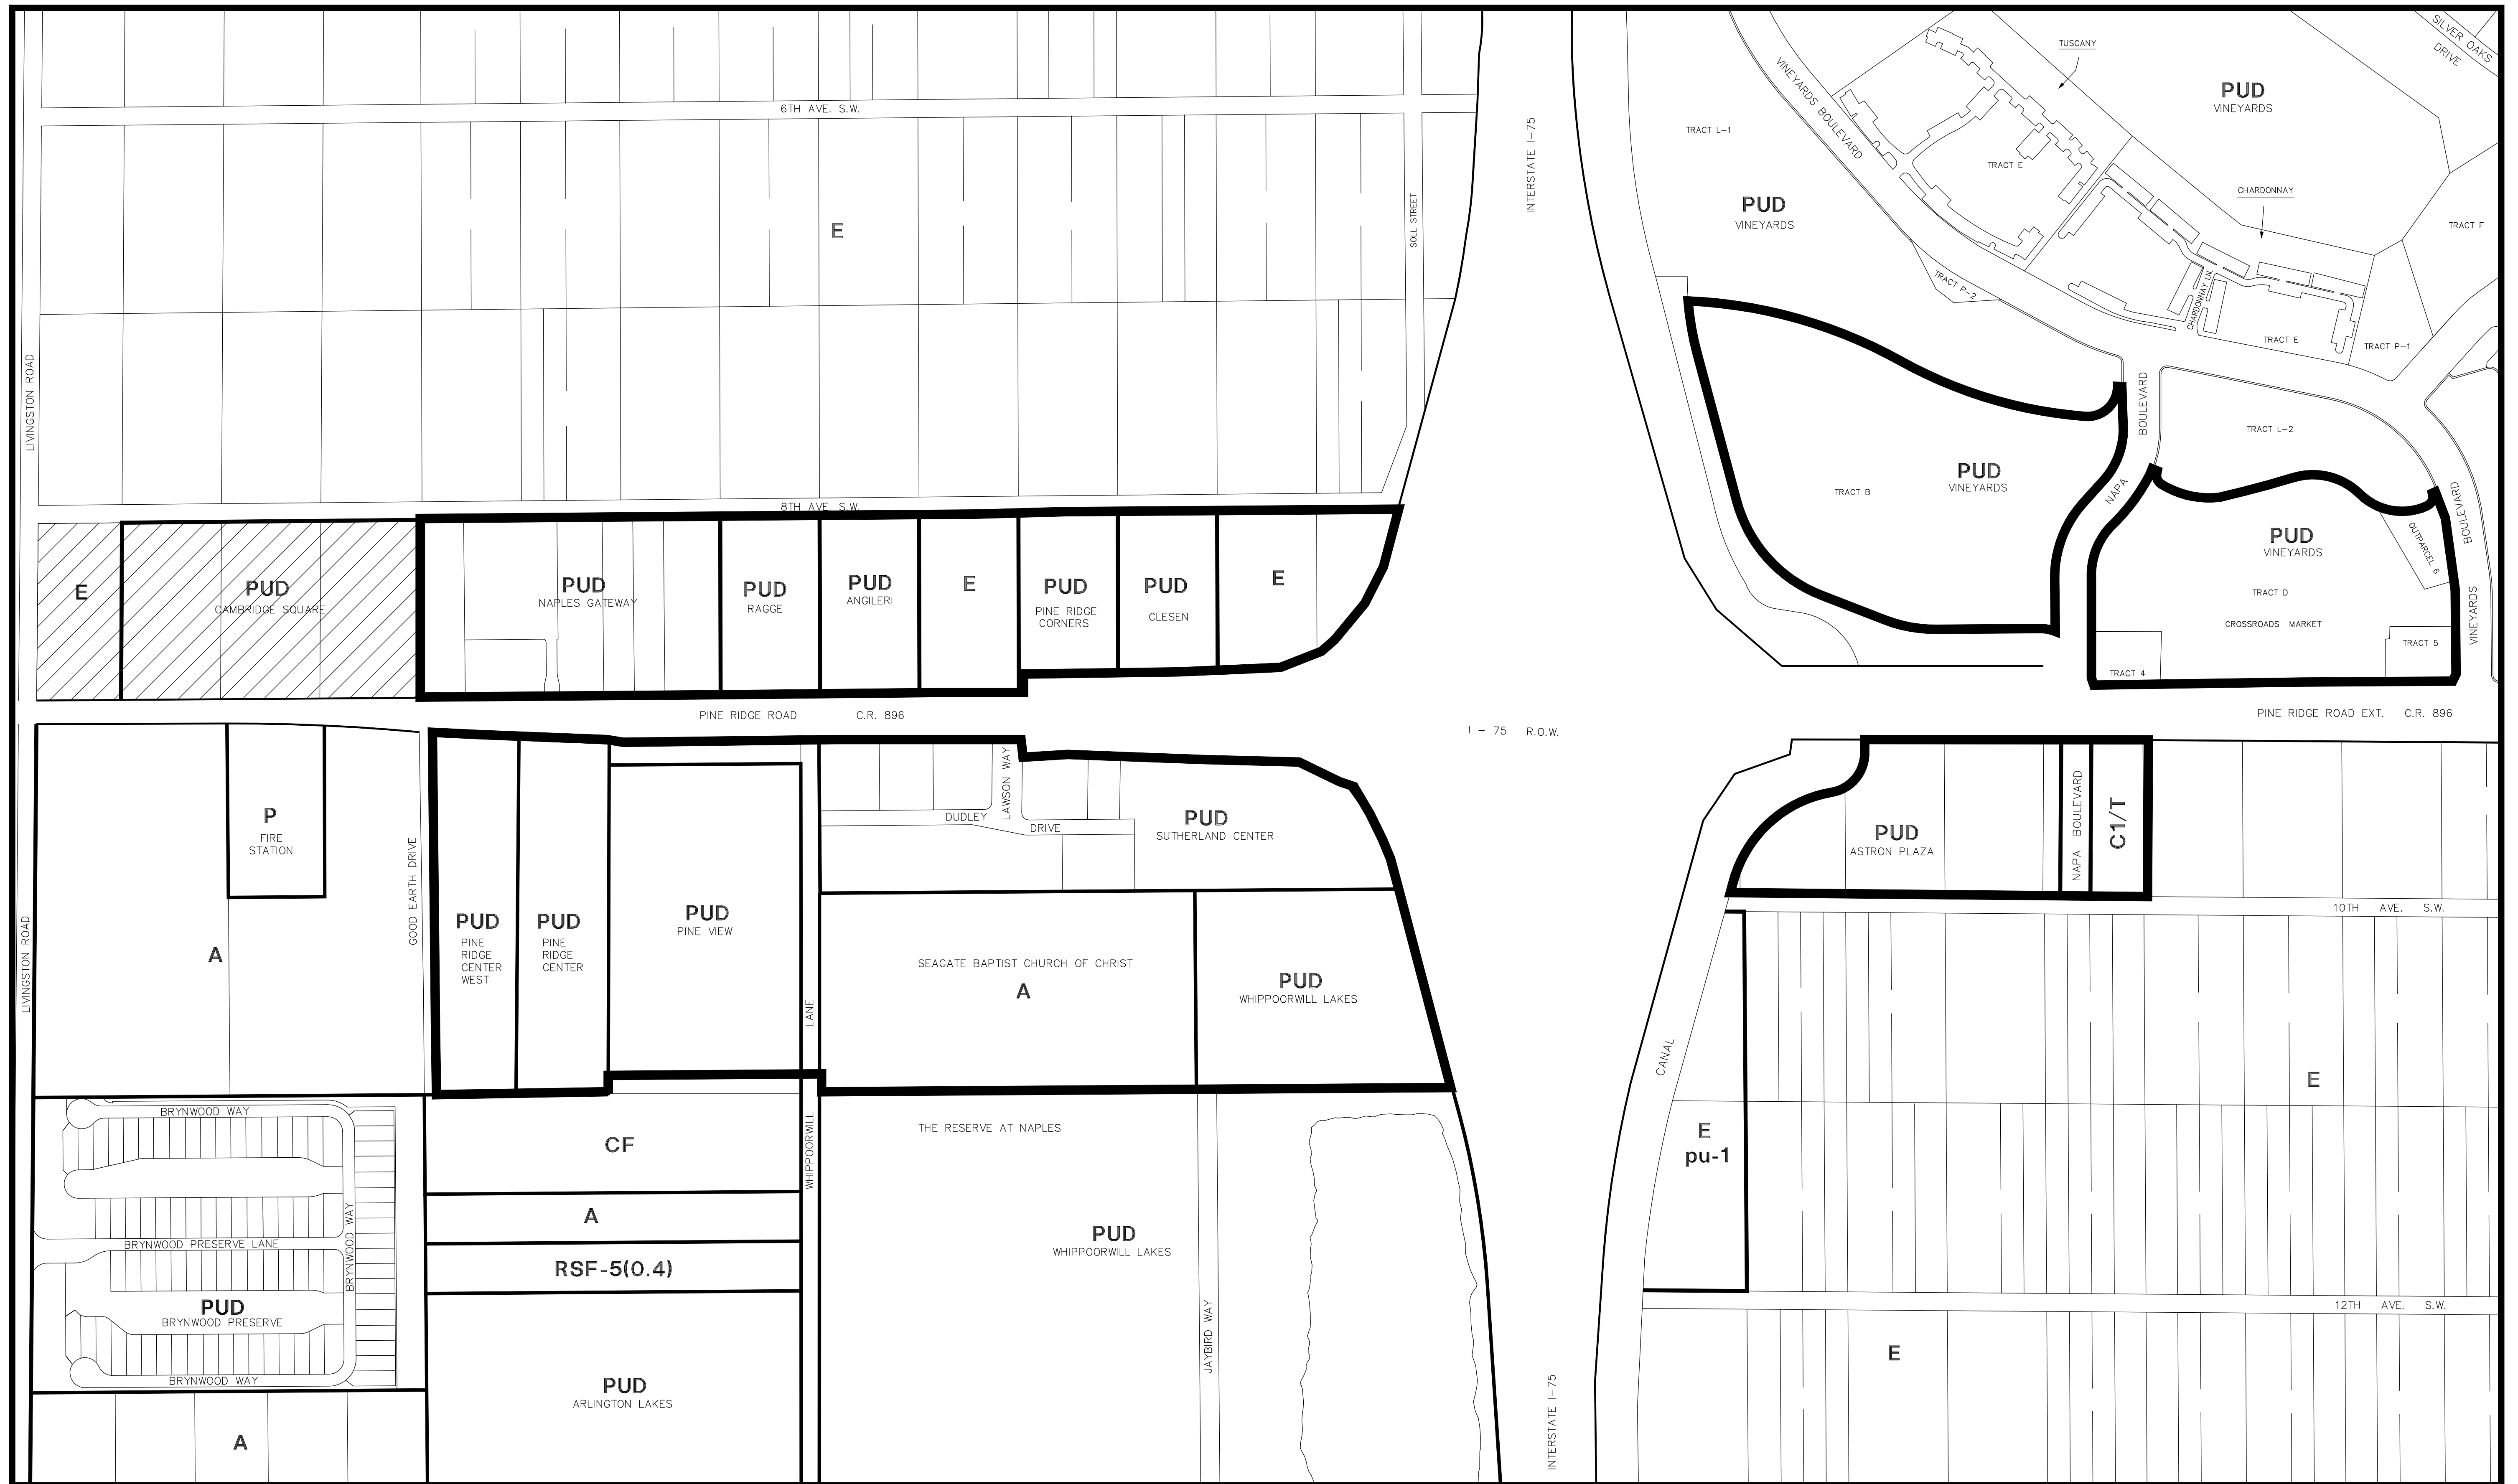 SILVER OAKS
DRIVE
TUSCANY
PUD
VINEYARDS
VINEYARDS BOULEVARD
6TH AVE. S.W.
INTERSTATE I-75
TRACT L-1
TRACT E
CHARDONNAY
PUD
VINEYARDS
TRACT F
E
SOLL STREET
TRACT P-2
CHARDONNAY LN.
TRACT E
TRACT P-1
LIVINGSTON ROAD
BOULEVARD
NAPA
TRACT L-2
PUD
VINEYARDS
TRACT B
8TH AVE. S.W.
BOULEVARD
VINEYARDS
PUD
VINEYARDS
OUTPARCEL 6
TRACT D
CROSSROADS MARKET
TRACT 5
TRACT 4
E
PUD
CAMBRIDGE SQUARE
PUD
NAPLES GATEWAY
PUD
RAGGE
PUD
ANGILERI
E
PUD
PINE RIDGE
CORNERS
PUD
CLESEN
E
PINE RIDGE ROAD C.R. 896
I - 75 R.O.W.
PINE RIDGE ROAD EXT. C.R. 896
P
FIRE
STATION
GOOD EARTH DRIVE
LIVINGSTON ROAD
A
PUD
PINE
RIDGE
CENTER
WEST
PUD
PINE
RIDGE
CENTER
PUD
PINE VIEW
LAWSON WAY
DUDLEY
DRIVE
PUD
SUTHERLAND CENTER
SEAGATE BAPTIST CHURCH OF CHRIST
A
PUD
WHIPPOORWILL LAKES
PUD
ASTRON PLAZA
NAPA BOULEVARD
C1/T
10TH AVE. S.W.
CANAL
E
E
pu-1
12TH AVE. S.W.
E
WHIPPOORWILL
LANE
BRYNWOOD WAY
BRYNWOOD PRESERVE LANE
BRYNWOOD WAY
PUD
BRYNWOOD PRESERVE
BRYNWOOD WAY
A
CF
A
RSF-5(0.4)
PUD
ARLINGTON LAKES
THE RESERVE AT NAPLES
PUD
WHIPPOORWILL LAKES
JAYBIRD WAY
INTERSTATE I-75